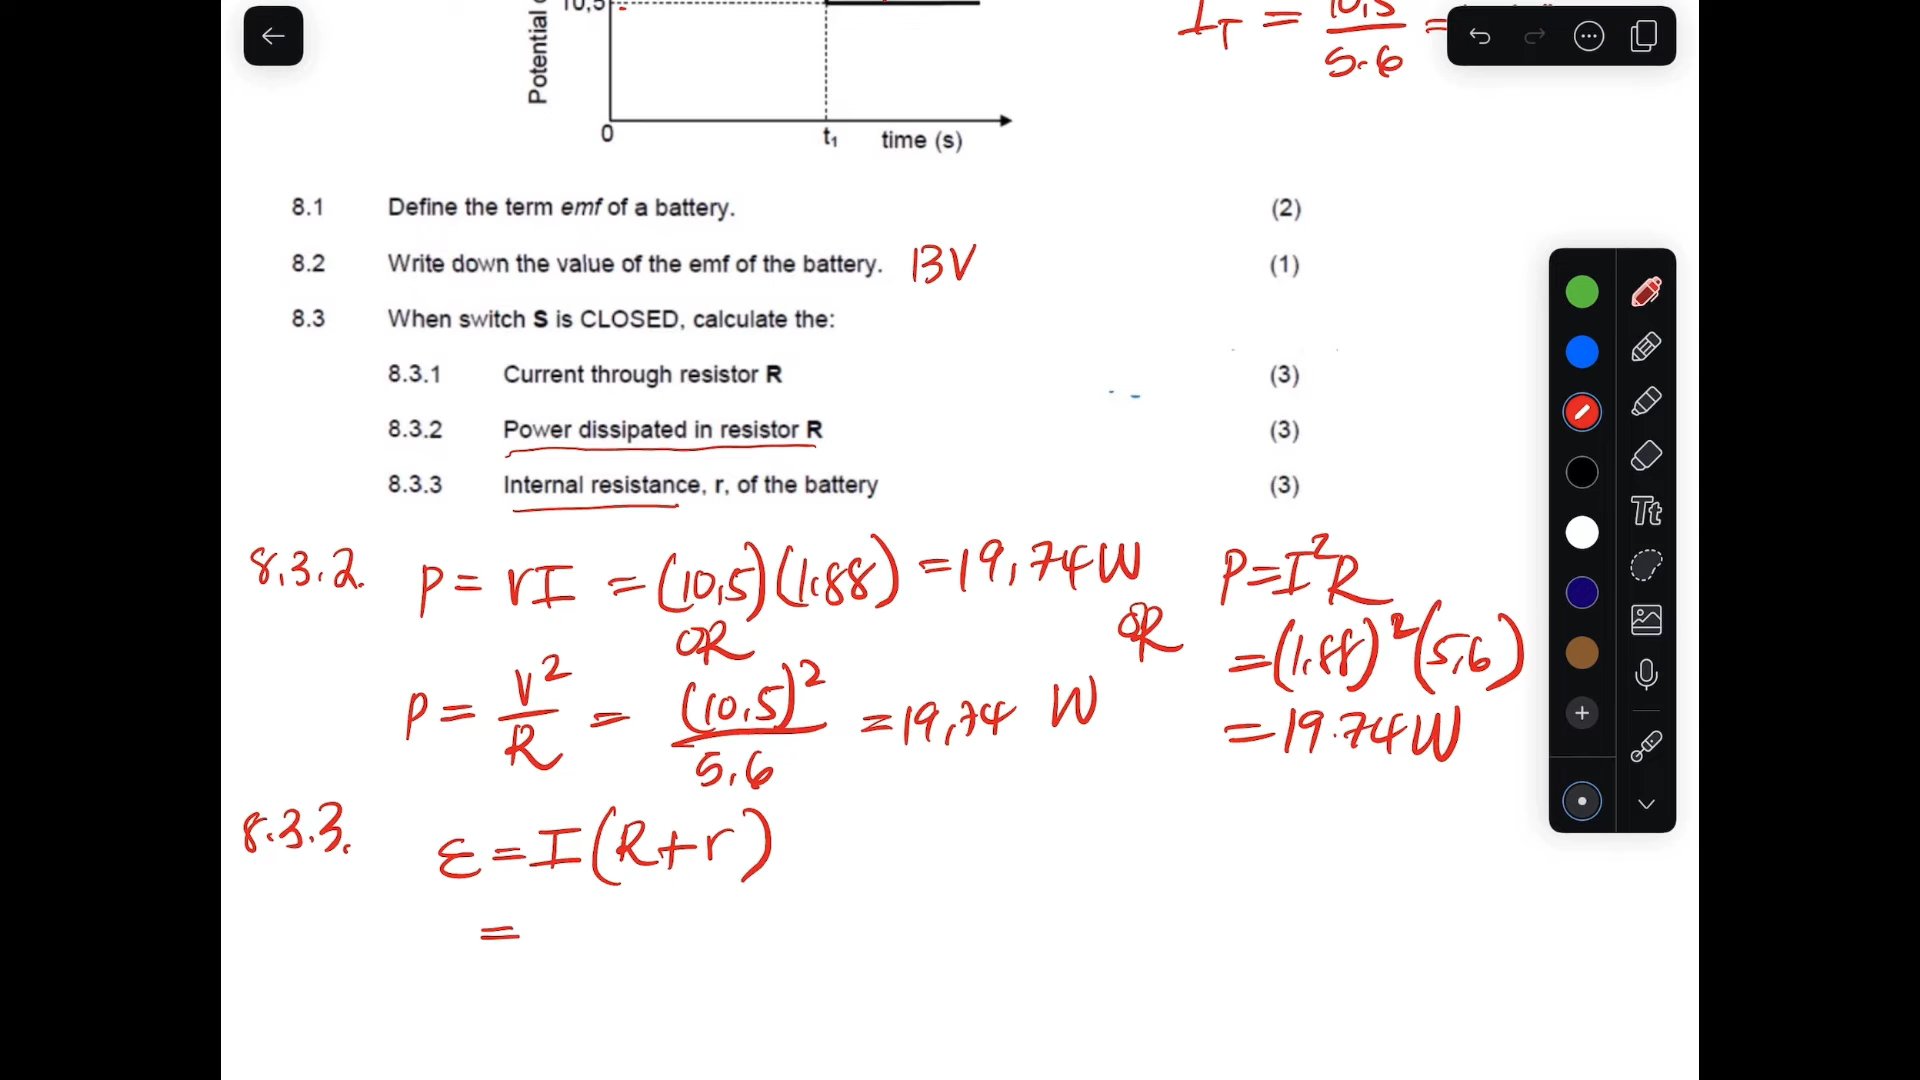 10,5
Potential
I_T = 10,5 / 5.6 =
0 t₁ time (s)
8.1 Define the term emf of a battery. (2)
8.2 Write down the value of the emf of the battery. 13V (1)
8.3 When switch S is CLOSED, calculate the:
8.3.1 Current through resistor R (3)
8.3.2 Power dissipated in resistor R (3)
8.3.3 Internal resistance, r, of the battery (3)
8.3.2. P = VI = (10,5)(1.88) = 19,74W
OR
P = V² / R = (10.5)² / 5.6 = 19,74 W
OR
P = I²R
= (1.88)² (5,6)
= 19.74W
8.3.3. ε = I(R+r)
=
Tt